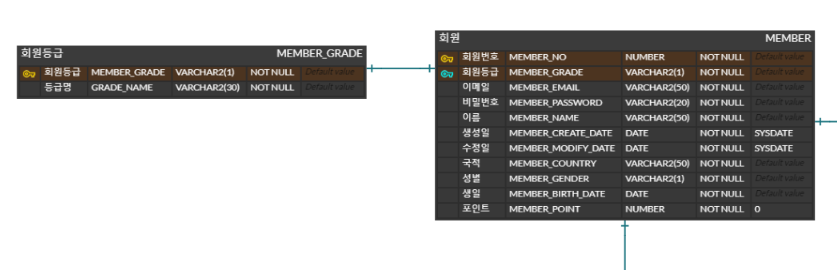 회원등급 MEMBER_GRADE
회원등급 MEMBER_GRADE VARCHAR2(1) NOT NULL Default value
등급명 GRADE_NAME VARCHAR2(30) NOT NULL Default value
회원 MEMBER
회원번호 MEMBER_NO NUMBER NOT NULL Default value
회원등급 MEMBER_GRADE VARCHAR2(1) NOT NULL Default value
이메일 MEMBER_EMAIL VARCHAR2(50) NOT NULL Default value
비밀번호 MEMBER_PASSWORD VARCHAR2(20) NOT NULL Default value
이름 MEMBER_NAME VARCHAR2(50) NOT NULL Default value
생성일 MEMBER_CREATE_DATE DATE NOT NULL SYSDATE
수정일 MEMBER_MODIFY_DATE DATE NOT NULL SYSDATE
국적 MEMBER_COUNTRY VARCHAR2(50) NOT NULL Default value
성별 MEMBER_GENDER VARCHAR2(1) NOT NULL Default value
생일 MEMBER_BIRTH_DATE DATE NOT NULL Default value
포인트 MEMBER_POINT NUMBER NOT NULL 0